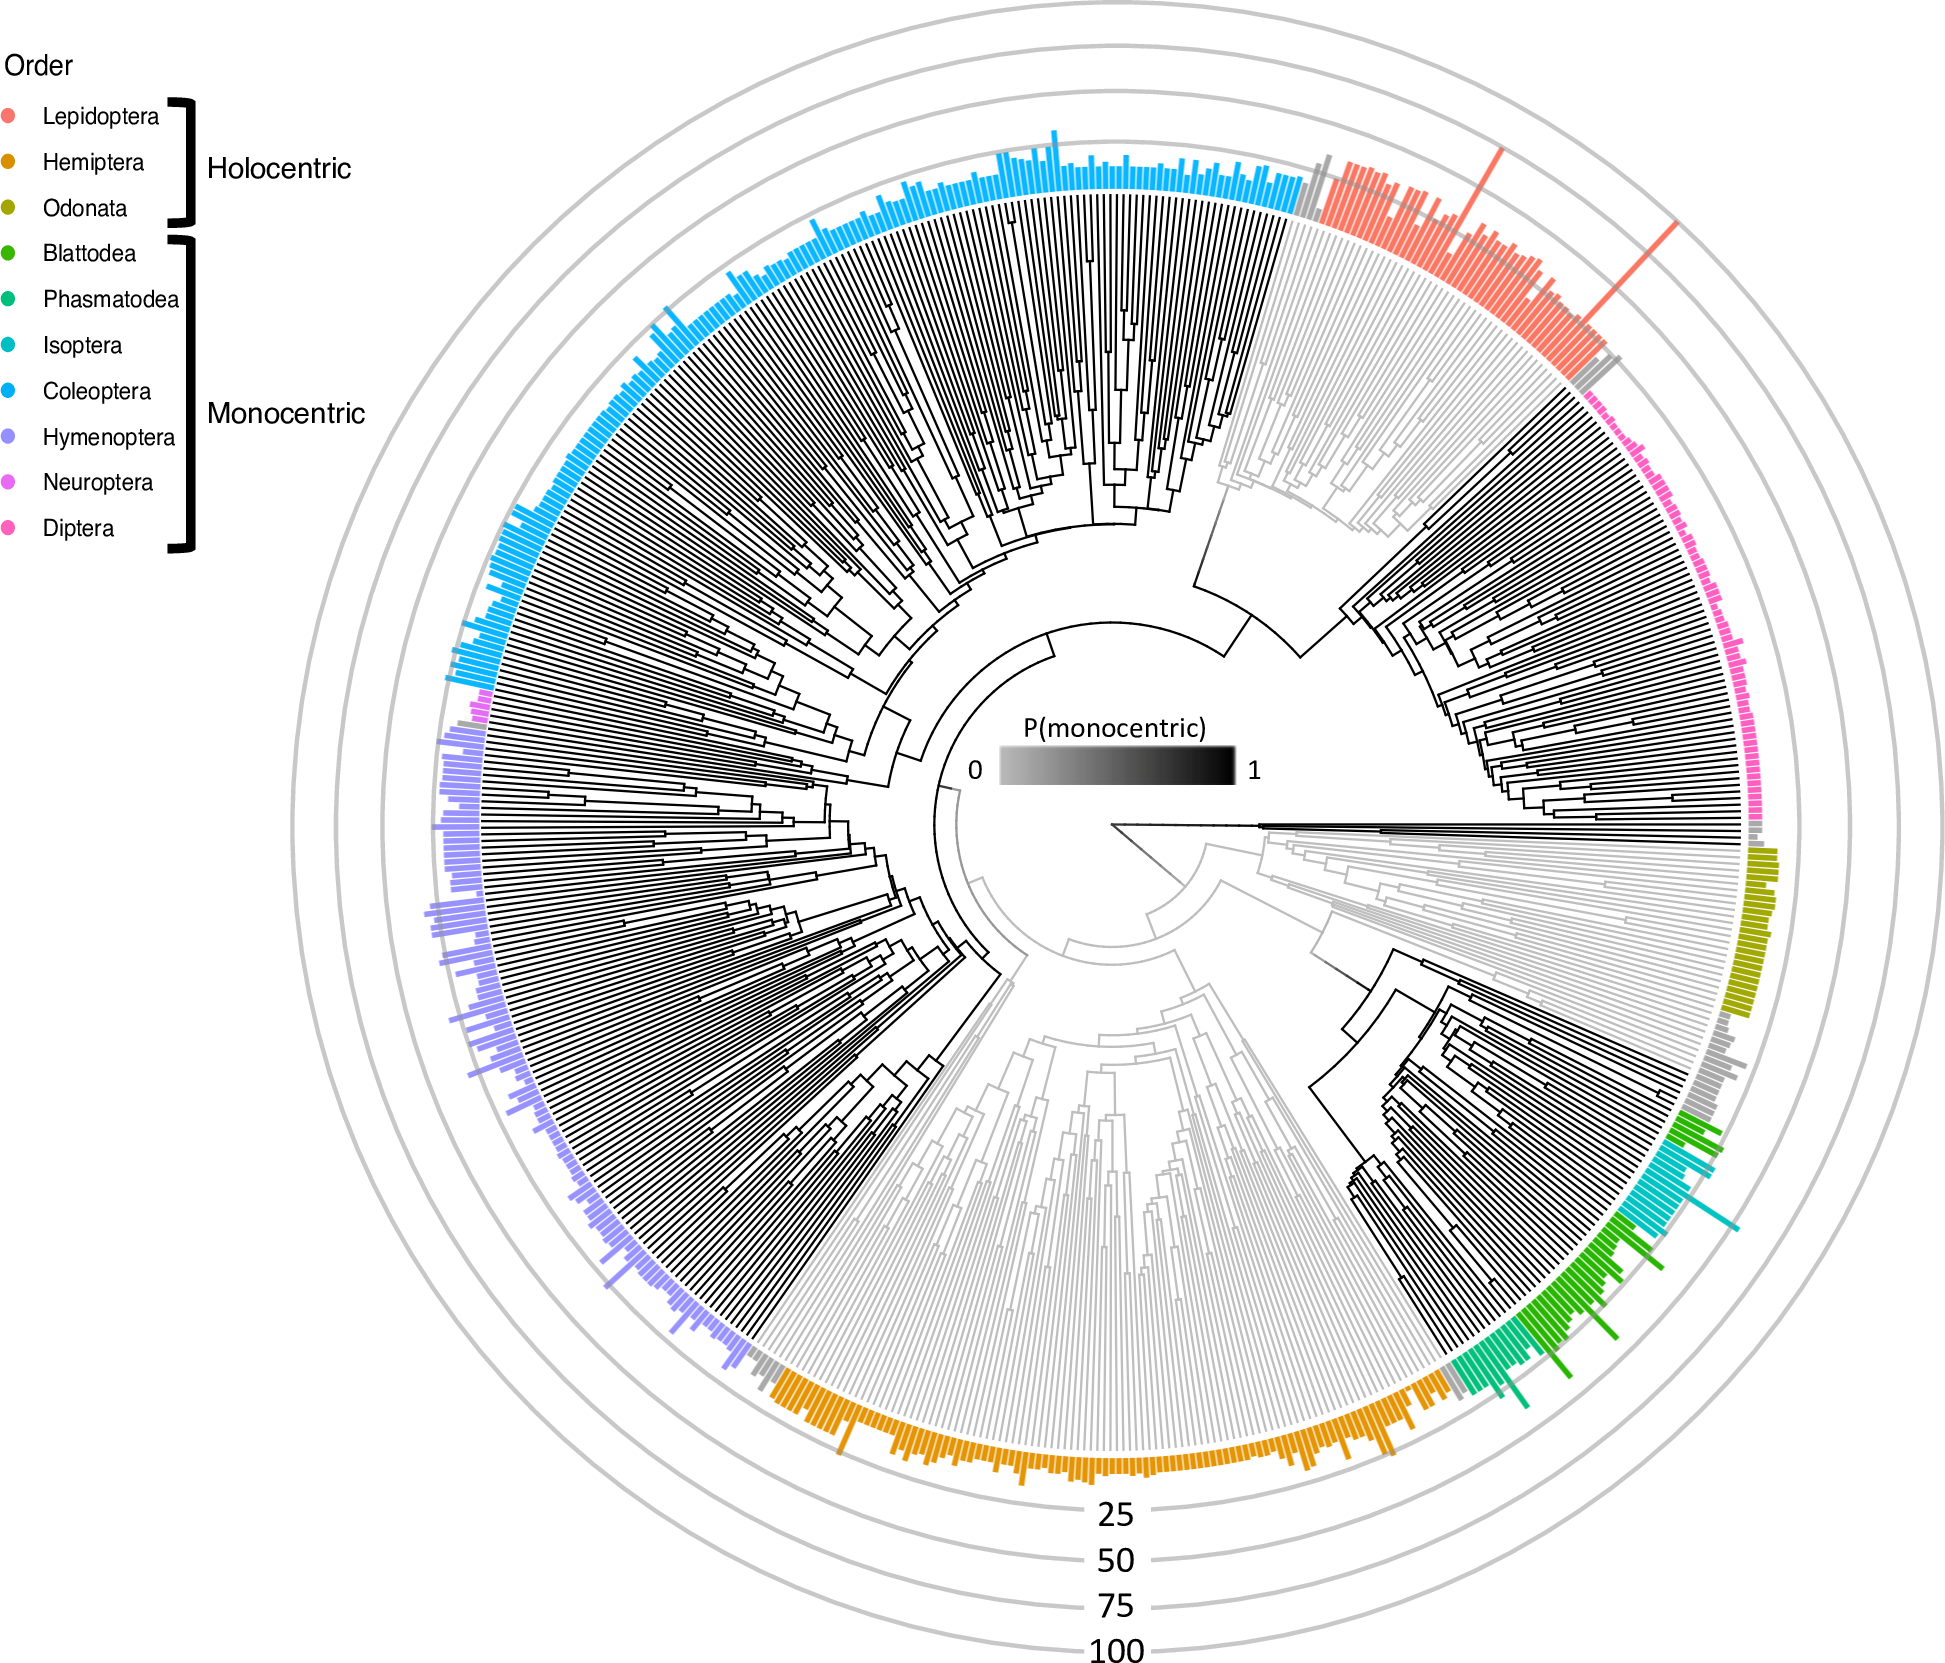 Order
Lepidoptera
Hemiptera
Odonata
Holocentric
Blattodea
Phasmatodea
Isoptera
Coleoptera
Hymenoptera
Neuroptera
Diptera
Monocentric
P(monocentric)
0 1
25
50
75
100